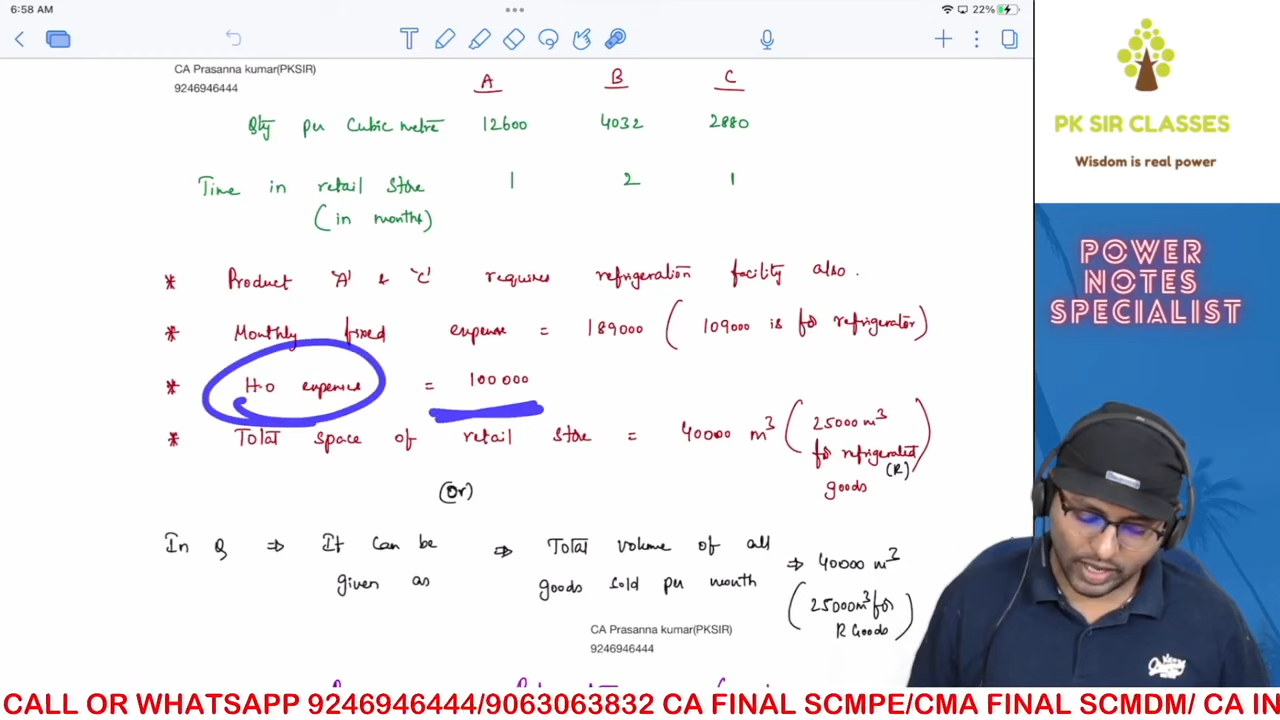 6:58 AM
22%
CA Prasanna kumar(PKSIR)
9246946444
A B C
Qty per Cubic metre 12600 4032 2880
Time in retail store 1 2 1
(in months)
* Product 'A' & 'C' requires refrigeration facility also.
* Monthly fixed expense = 189000 (109000 is for refrigerator)
* H.o expense = 100000
* Total space of retail store = 40000 m³ (25000 m³ for refrigerated (R) goods)
(Or)
In Q ⇒ It can be given as ⇒ Total volume of all goods sold per month ⇒ 40000 m³
(25000m³ for R Goods)
CA Prasanna kumar(PKSIR)
9246946444
PK SIR CLASSES
Wisdom is real power
POWER
NOTES
SPECIALIST
CALL OR WHATSAPP 9246946444/9063063832 CA FINAL SCMPE/CMA FINAL SCMDM/ CA IN